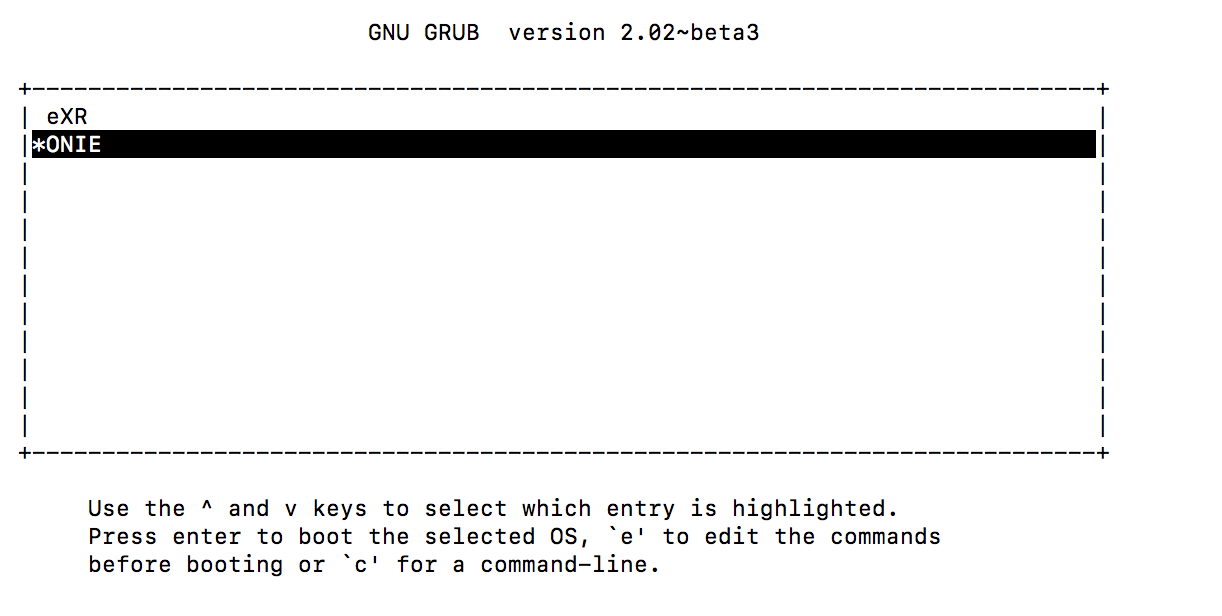 GNU GRUB  version 2.02~beta3
+----------------------------------------------------------------------------+
| eXR                                                                        |
|*ONIE                                                                       |
|                                                                            |
|                                                                            |
|                                                                            |
|                                                                            |
|                                                                            |
|                                                                            |
|                                                                            |
|                                                                            |
|                                                                            |
|                                                                            |
+----------------------------------------------------------------------------+
Use the ^ and v keys to select which entry is highlighted.
Press enter to boot the selected OS, `e' to edit the commands
before booting or `c' for a command-line.